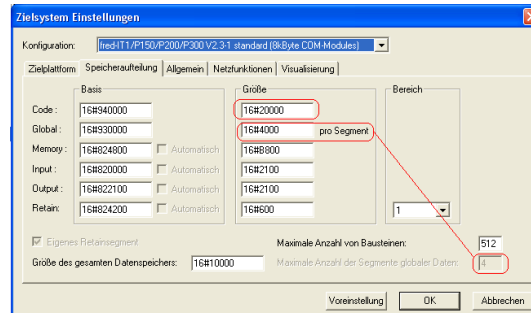 Zielsystem Einstellungen
Konfiguration: fred-IT1/P150/P200/P300 V2.3-1 standard (8kByte COM-Modules)
Zielplattform Speicheraufteilung Allgemein Netzfunktionen Visualisierung
Basis Größe Bereich
Code : 16#940000 16#20000
Global : 16#930000 16#4000 pro Segment
Memory : 16#824800 Automatisch 16#B800
Input : 16#820000 Automatisch 16#2100
Output : 16#822100 Automatisch 16#2100
Retain: 16#824200 Automatisch 16#600 1
Eigenes Retainsegment Maximale Anzahl von Bausteinen: 512
Größe des gesamten Datenspeichers: 16#10000 Maximale Anzahl der Segmente globaler Daten: 4
Voreinstellung OK Abbrechen